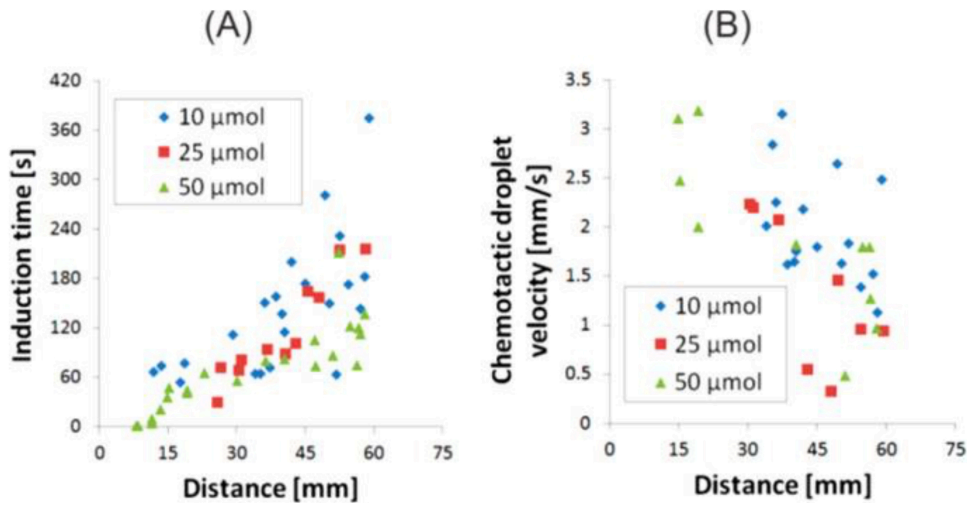 (A)
(B)
Induction time [s]
420
360
300
240
180
120
60
0
10 µmol
25 µmol
50 µmol
0 15 30 45 60 75
Distance [mm]
Chemotactic droplet
velocity [mm/s]
3.5
3
2.5
2
1.5
1
0.5
0
10 µmol
25 µmol
50 µmol
0 15 30 45 60 75
Distance [mm]